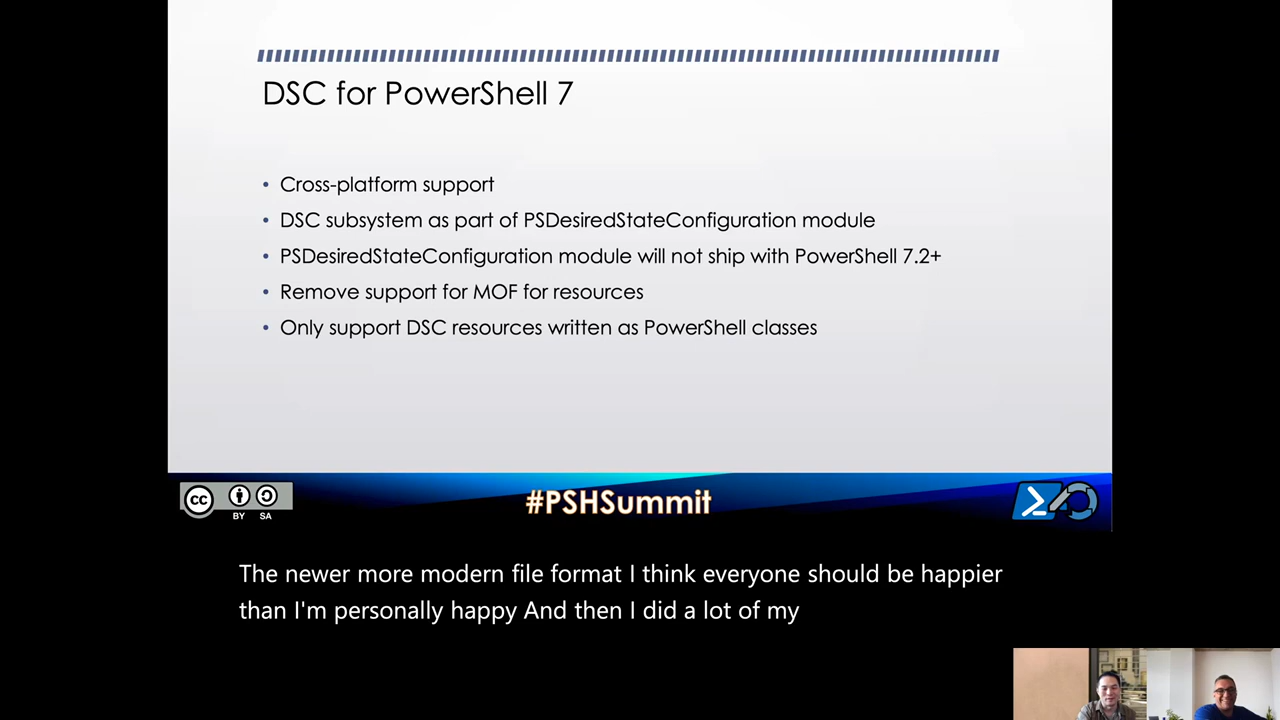 DSC for PowerShell 7
• Cross-platform support
• DSC subsystem as part of PSDesiredStateConfiguration module
• PSDesiredStateConfiguration module will not ship with PowerShell 7.2+
• Remove support for MOF for resources
• Only support DSC resources written as PowerShell classes
cc
BY SA
#PSHSummit
The newer more modern file format I think everyone should be happier
than I'm personally happy And then I did a lot of my